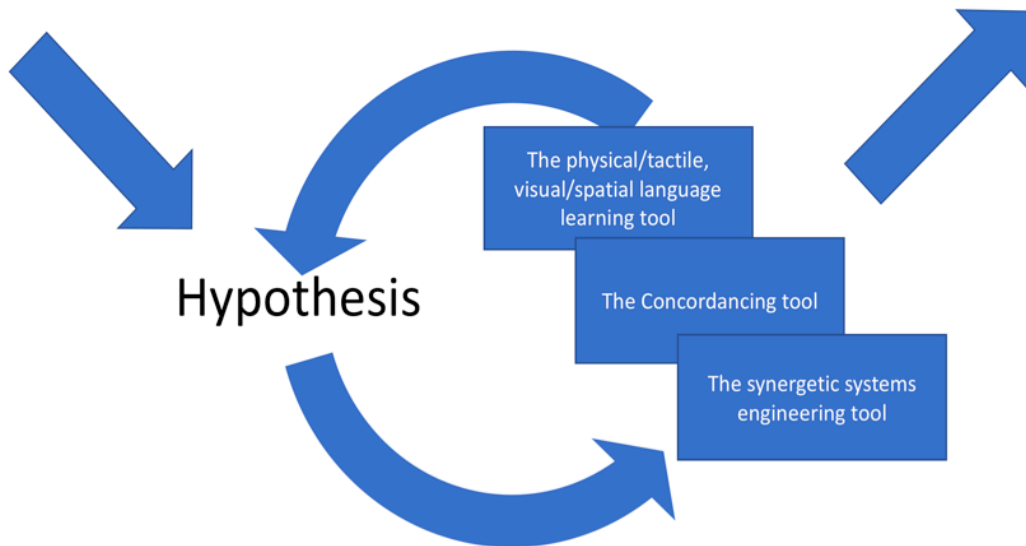 The physical/tactile,
visual/spatial language
learning tool
Hypothesis
The Concordancing tool
The synergetic systems
engineering tool